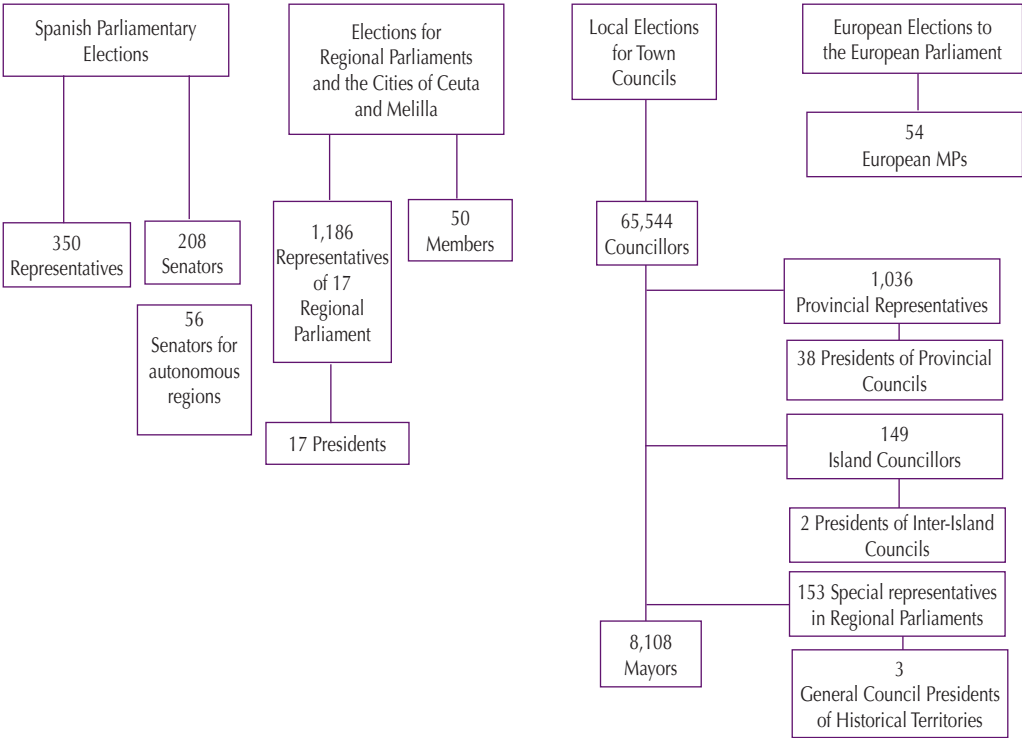 Spanish Parliamentary
Elections
350
Representatives
208
Senators
56
Senators for
autonomous
regions
Elections for
Regional Parliaments
and the Cities of Ceuta
and Melilla
1,186
Representatives
of 17
Regional
Parliament
17 Presidents
50
Members
Local Elections
for Town
Councils
65,544
Councillors
1,036
Provincial Representatives
38 Presidents of Provincial
Councils
149
Island Councillors
2 Presidents of Inter-Island
Councils
153 Special representatives
in Regional Parliaments
3
General Council Presidents
of Historical Territories
8,108
Mayors
European Elections to
the European Parliament
54
European MPs